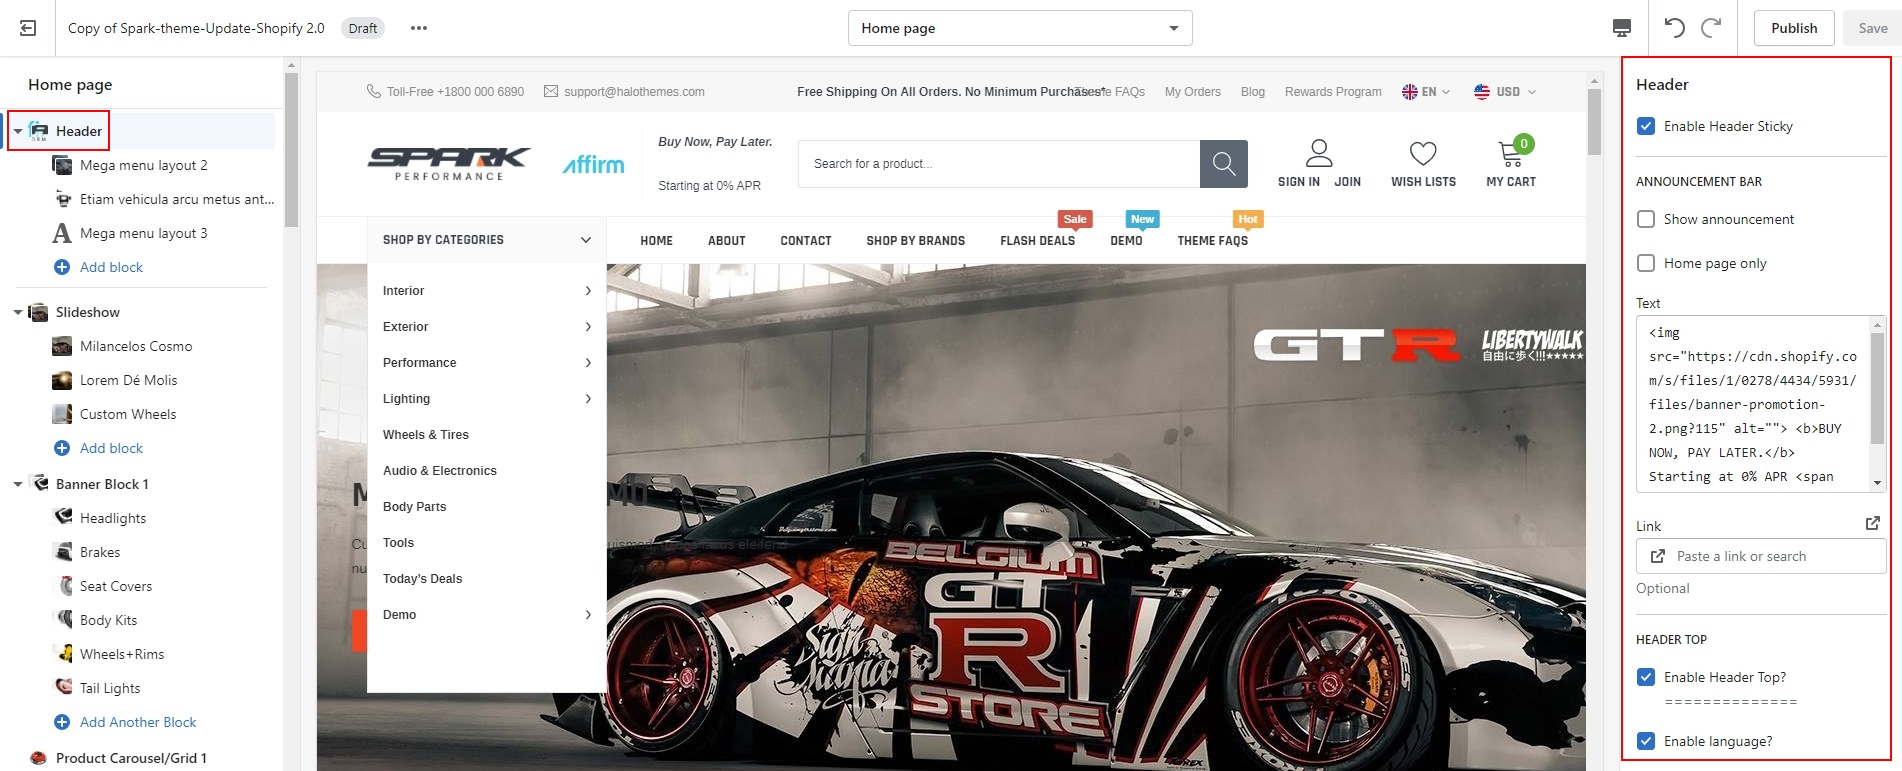 Copy of Spark-theme-Update-Shopify 2.0 Draft
Home page
Publish
Save
Home page
Header
Mega menu layout 2
Etiam vehicula arcu metus ant...
Mega menu layout 3
Add block
Slideshow
Milancelos Cosmo
Lorem Dé Molis
Custom Wheels
Add block
Banner Block 1
Headlights
Brakes
Seat Covers
Body Kits
Wheels+Rims
Tail Lights
Add Another Block
Product Carousel/Grid 1
Toll-Free +1800 000 6890
support@halothemes.com
Free Shipping On All Orders. No Minimum Purchases*
FAQs
My Orders
Blog
Rewards Program
EN
USD
SPARK
PERFORMANCE
affirm
Buy Now, Pay Later.
Starting at 0% APR
Search for a product...
SIGN IN
JOIN
WISH LISTS
0
MY CART
Sale
New
Hot
SHOP BY CATEGORIES
HOME
ABOUT
CONTACT
SHOP BY BRANDS
FLASH DEALS
DEMO
THEME FAQS
Interior
Exterior
Performance
Lighting
Wheels & Tires
Audio & Electronics
Body Parts
Tools
Today's Deals
Demo
GTR
LIBERTYWALK
自由に歩く!!!★★★★★
BELGIUM
GT
R
STORE
Header
Enable Header Sticky
ANNOUNCEMENT BAR
Show announcement
Home page only
Text
<img
src="https://cdn.shopify.co
m/s/files/1/0278/4434/5931/
files/banner-promotion-
2.png?115" alt=""> <b>BUY
NOW, PAY LATER.</b>
Starting at 0% APR <span
Link
Paste a link or search
Optional
HEADER TOP
Enable Header Top?
==============
Enable language?